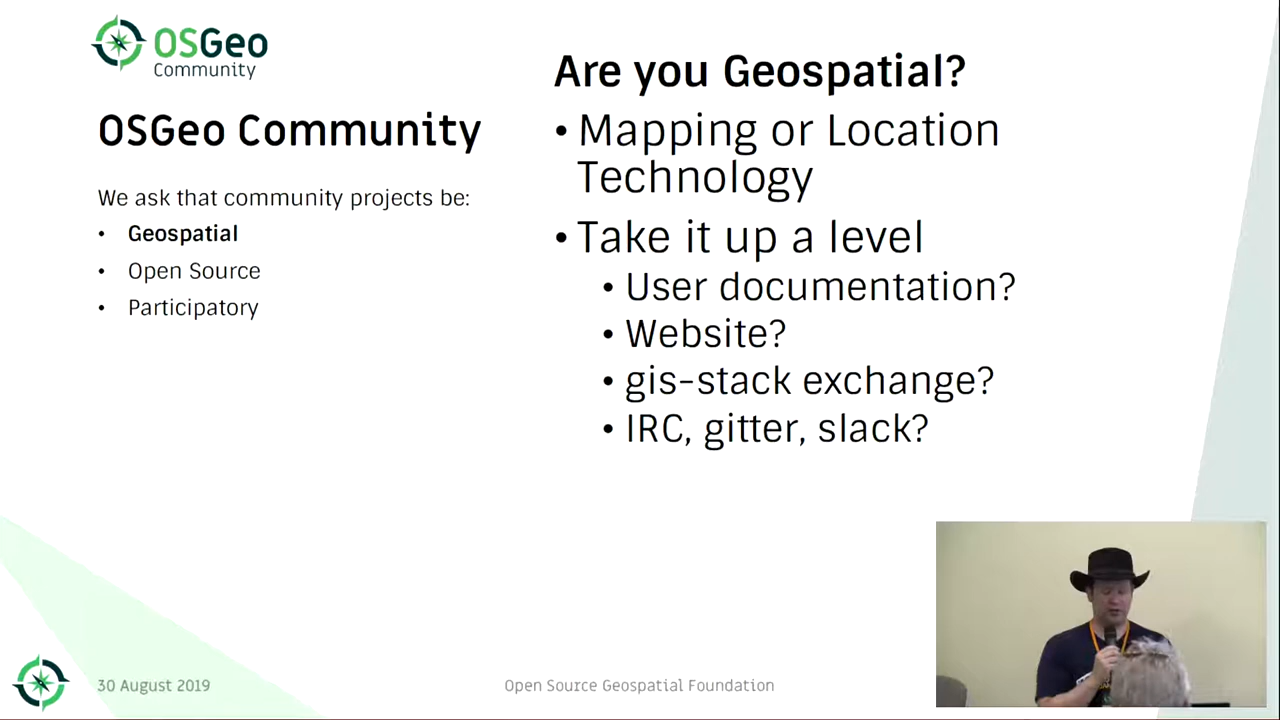 OSGeo
Community
OSGeo Community
We ask that community projects be:
• Geospatial
• Open Source
• Participatory
Are you Geospatial?
• Mapping or Location
Technology
• Take it up a level
• User documentation?
• Website?
• gis-stack exchange?
• IRC, gitter, slack?
30 August 2019
Open Source Geospatial Foundation